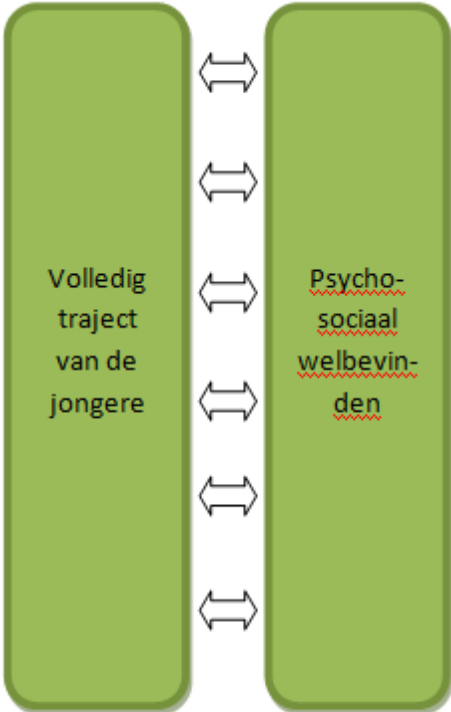 Volledig
traject
van de
jongere
Psycho-
sociaal
welbevin-
den